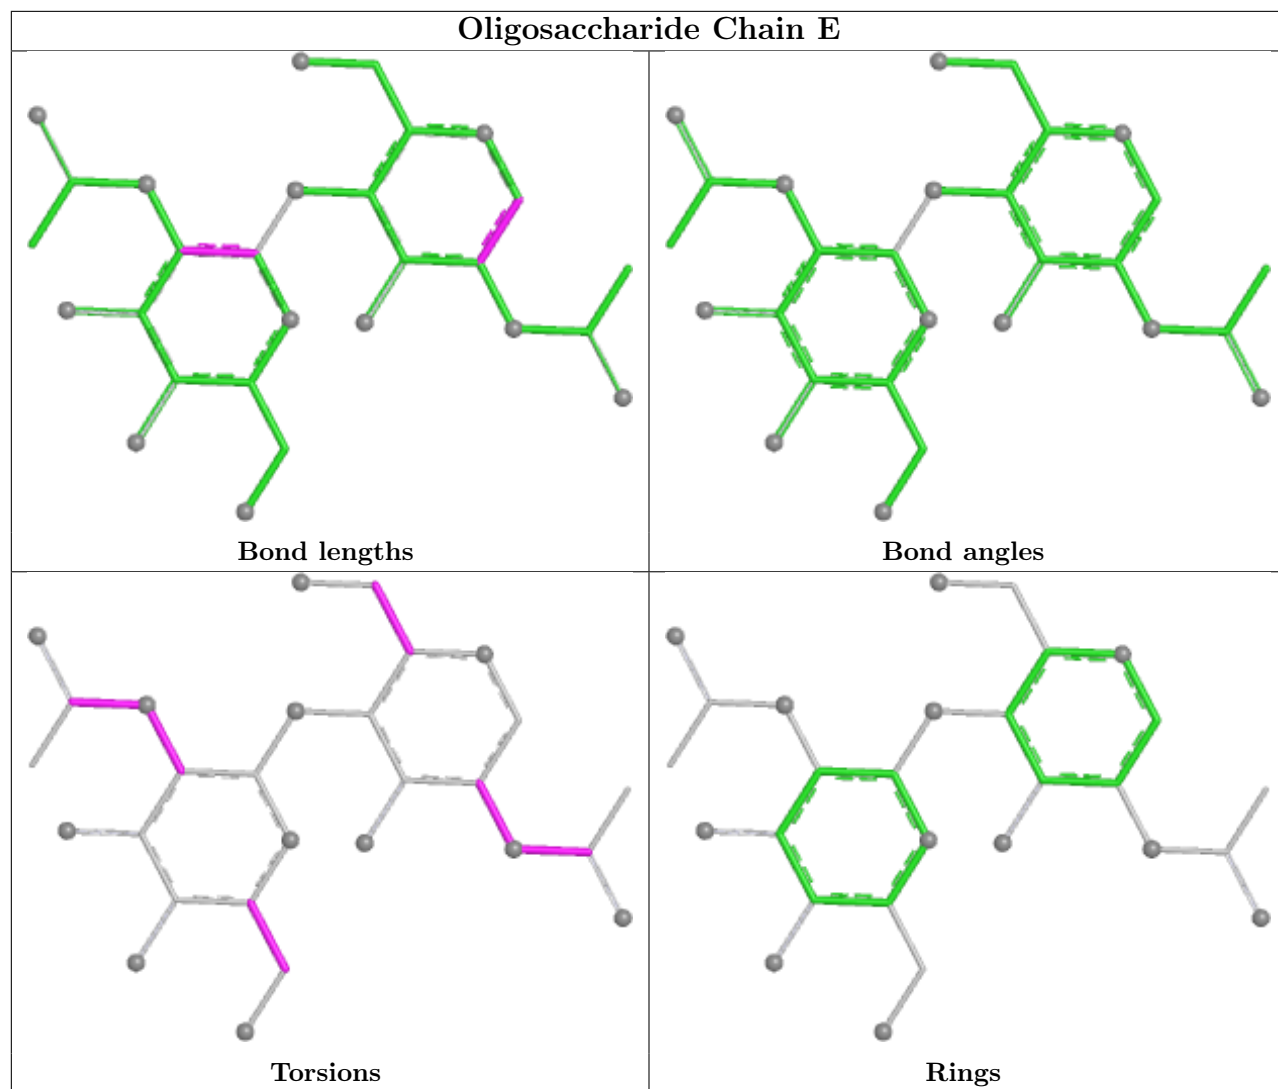 Oligosaccharide Chain E
Bond lengths
Bond angles
Torsions
Rings